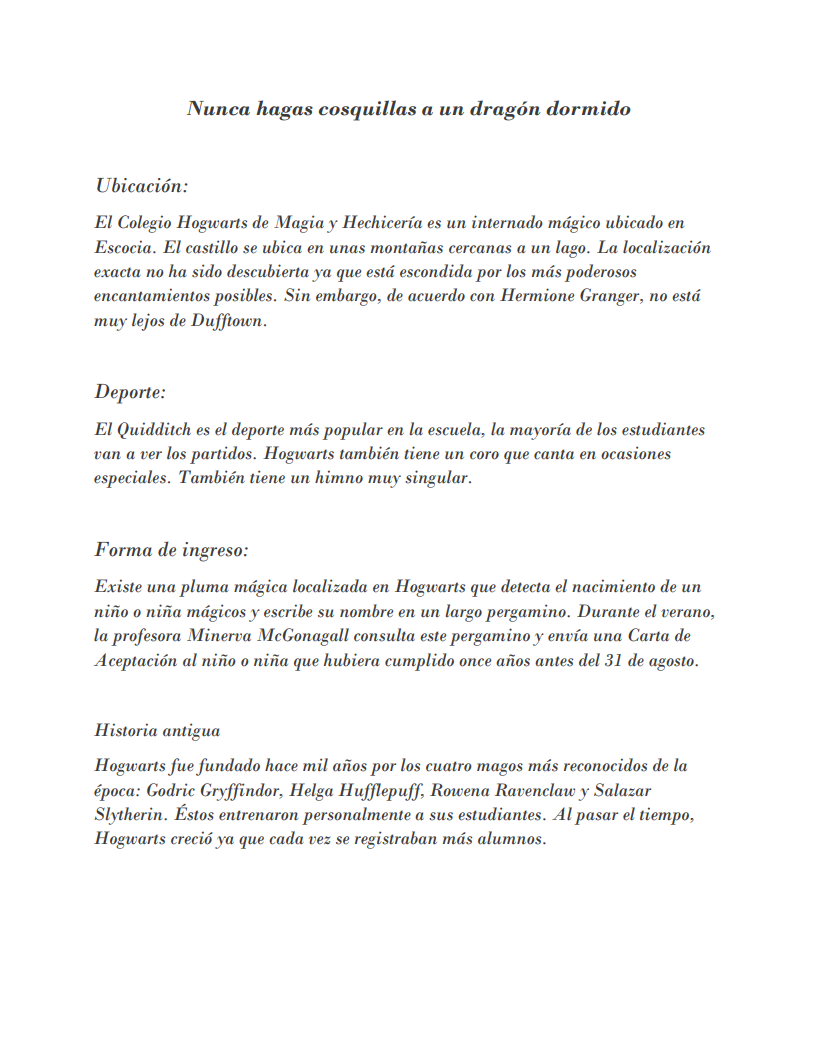 Nunca hagas cosquillas a un dragón dormido
Ubicación:
El Colegio Hogwarts de Magia y Hechicería es un internado mágico ubicado en
Escocia. El castillo se ubica en unas montañas cercanas a un lago. La localización
exacta no ha sido descubierta ya que está escondida por los más poderosos
encantamientos posibles. Sin embargo, de acuerdo con Hermione Granger, no está
muy lejos de Dufftown.
Deporte:
El Quidditch es el deporte más popular en la escuela, la mayoría de los estudiantes
van a ver los partidos. Hogwarts también tiene un coro que canta en ocasiones
especiales. También tiene un himno muy singular.
Forma de ingreso:
Existe una pluma mágica localizada en Hogwarts que detecta el nacimiento de un
niño o niña mágicos y escribe su nombre en un largo pergamino. Durante el verano,
la profesora Minerva McGonagall consulta este pergamino y envía una Carta de
Aceptación al niño o niña que hubiera cumplido once años antes del 31 de agosto.
Historia antigua
Hogwarts fue fundado hace mil años por los cuatro magos más reconocidos de la
época: Godric Gryffindor, Helga Hufflepuff, Rowena Ravenclaw y Salazar
Slytherin. Éstos entrenaron personalmente a sus estudiantes. Al pasar el tiempo,
Hogwarts creció ya que cada vez se registraban más alumnos.